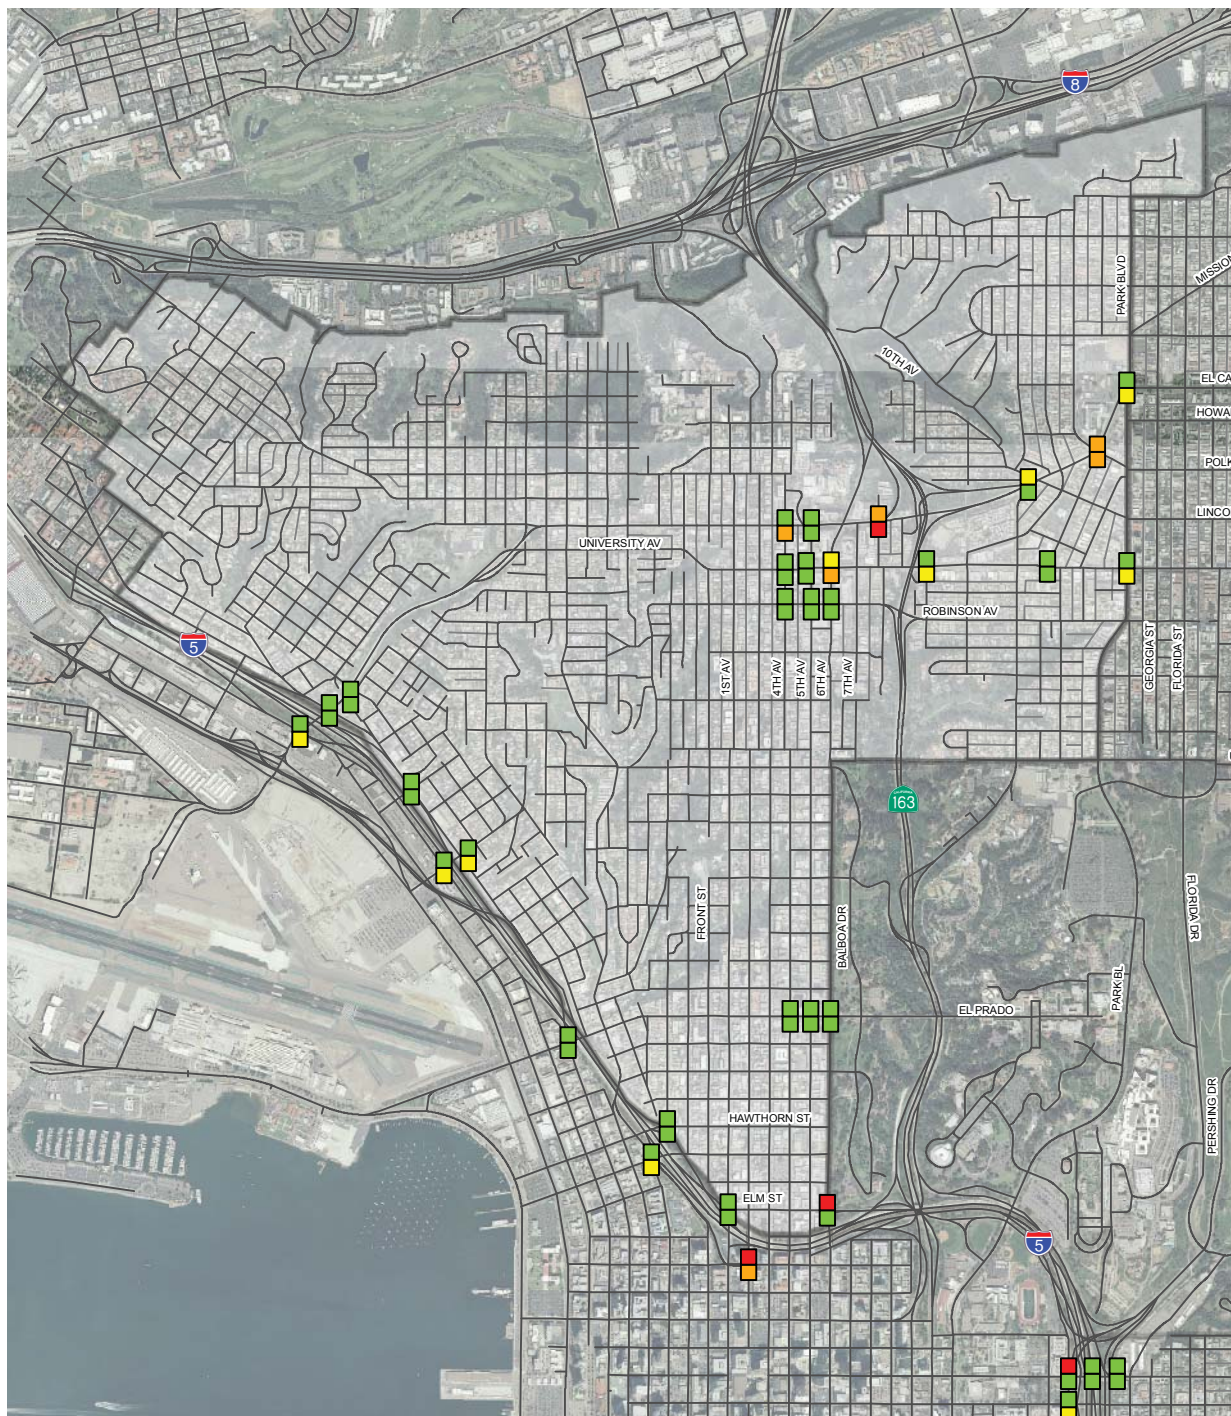 8
PARK BLVD
MISSION
10TH AV
EL CA
HOWA
POLK
LINCO
UNIVERSITY AV
ROBINSON AV
5
1ST AV
4TH AV
5TH AV
6TH AV
7TH AV
GEORGIA ST
FLORIDA ST
CALIFORNIA
163
FRONT ST
BALBOA DR
FLORIDA DR
PARK BL
EL PRADO
HAWTHORN ST
PERSHING DR
ELM ST
5